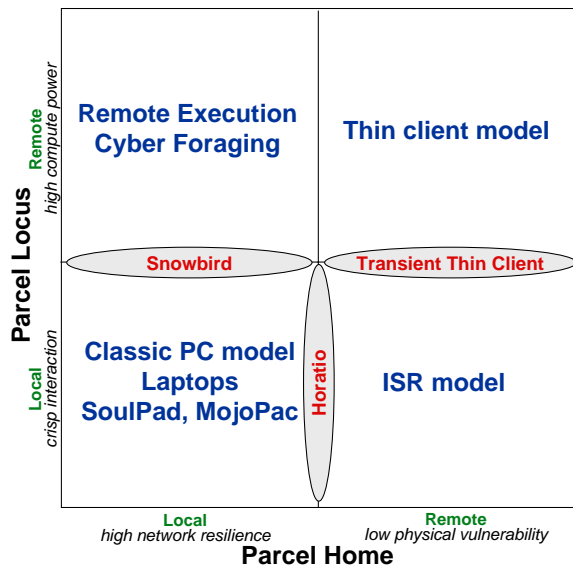 Parcel Locus
Remote
high compute power
Local
crisp interaction
Remote Execution
Cyber Foraging
Thin client model
Snowbird
Transient Thin Client
Classic PC model
Laptops
SoulPad, MojoPac
Horatio
ISR model
Local
high network resilience
Remote
low physical vulnerability
Parcel Home